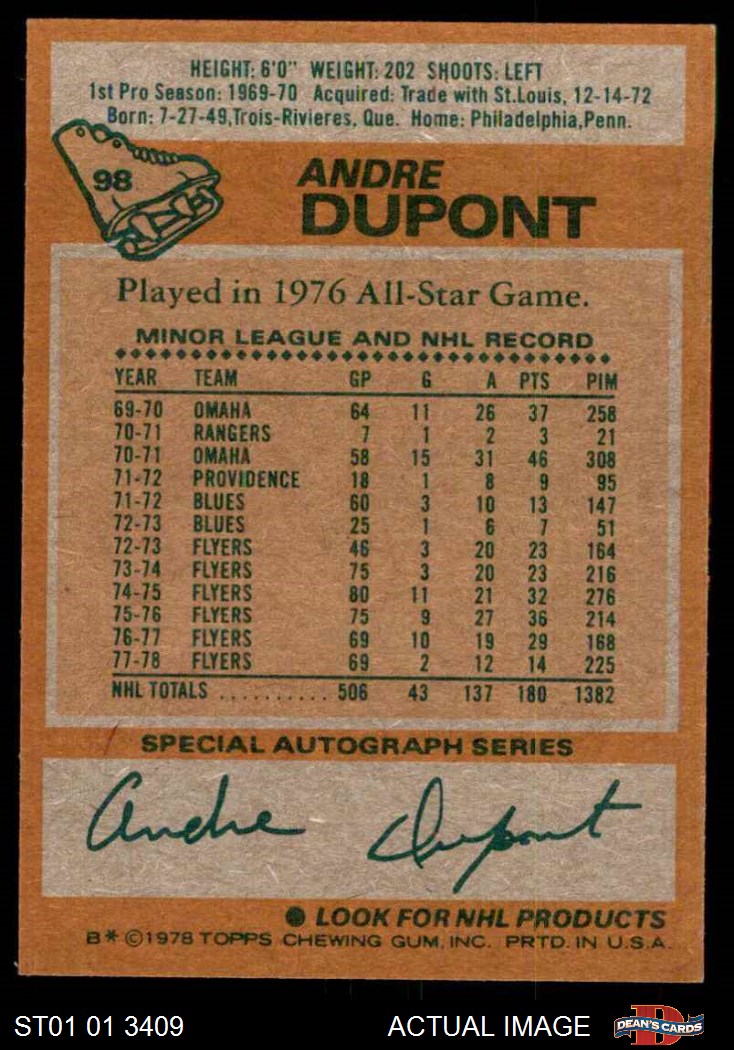 HEIGHT: 6'0" WEIGHT: 202 SHOOTS: LEFT
1st Pro Season: 1969-70 Acquired: Trade with St.Louis, 12-14-72
Born: 7-27-49,Trois-Rivieres, Que. Home: Philadelphia,Penn.
98
ANDRE
DUPONT
Played in 1976 All-Star Game.
MINOR LEAGUE AND NHL RECORD
YEAR TEAM GP G A PTS PIM
69-70 OMAHA 64 11 26 37 258
70-71 RANGERS 7 1 2 3 21
70-71 OMAHA 58 15 31 46 308
71-72 PROVIDENCE 18 1 8 9 95
71-72 BLUES 60 3 10 13 147
72-73 BLUES 25 1 6 7 51
72-73 FLYERS 46 3 20 23 164
73-74 FLYERS 75 3 20 23 216
74-75 FLYERS 80 11 21 32 276
75-76 FLYERS 75 9 27 36 214
76-77 FLYERS 69 10 19 29 168
77-78 FLYERS 69 2 12 14 225
NHL TOTALS .......... 506 43 137 180 1382
SPECIAL AUTOGRAPH SERIES
Andre Dupont
● LOOK FOR NHL PRODUCTS
B* ©1978 TOPPS CHEWING GUM, INC. PRTD. IN U.S.A.
ST01 01 3409 ACTUAL IMAGE D DEAN'S CARDS